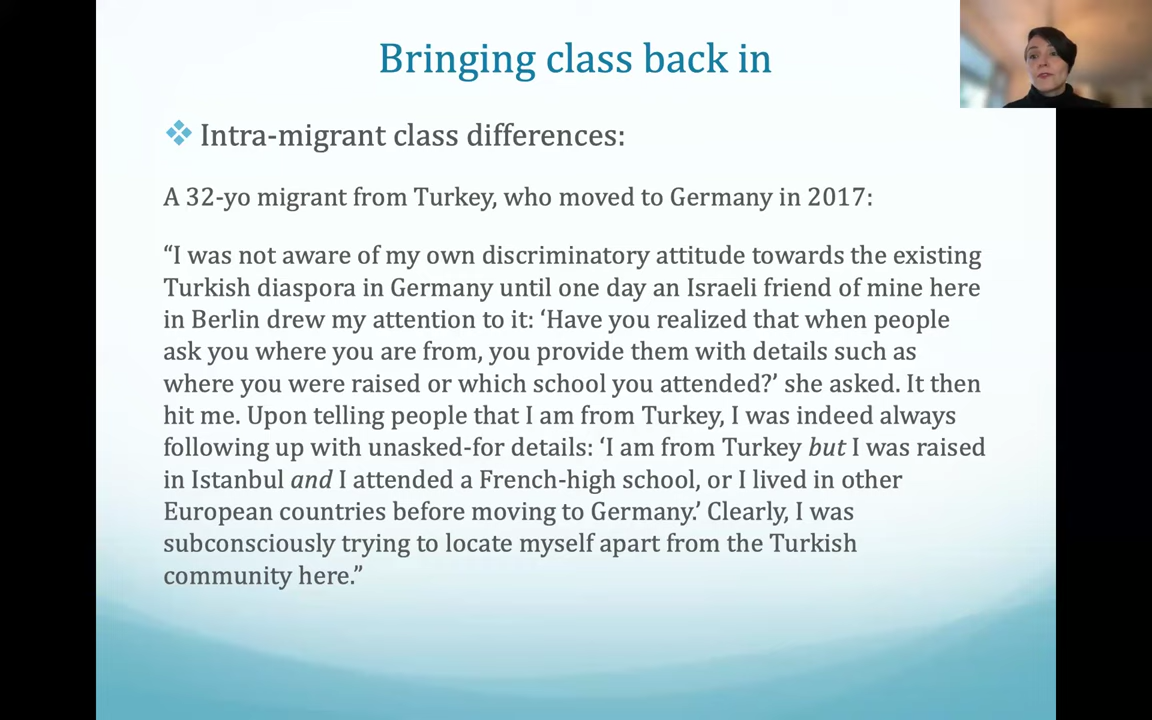 Bringing class back in
Intra-migrant class differences:
A 32-yo migrant from Turkey, who moved to Germany in 2017:
“I was not aware of my own discriminatory attitude towards the existing
Turkish diaspora in Germany until one day an Israeli friend of mine here
in Berlin drew my attention to it: ‘Have you realized that when people
ask you where you are from, you provide them with details such as
where you were raised or which school you attended?’ she asked. It then
hit me. Upon telling people that I am from Turkey, I was indeed always
following up with unasked-for details: ‘I am from Turkey but I was raised
in Istanbul and I attended a French-high school, or I lived in other
European countries before moving to Germany.’ Clearly, I was
subconsciously trying to locate myself apart from the Turkish
community here.”